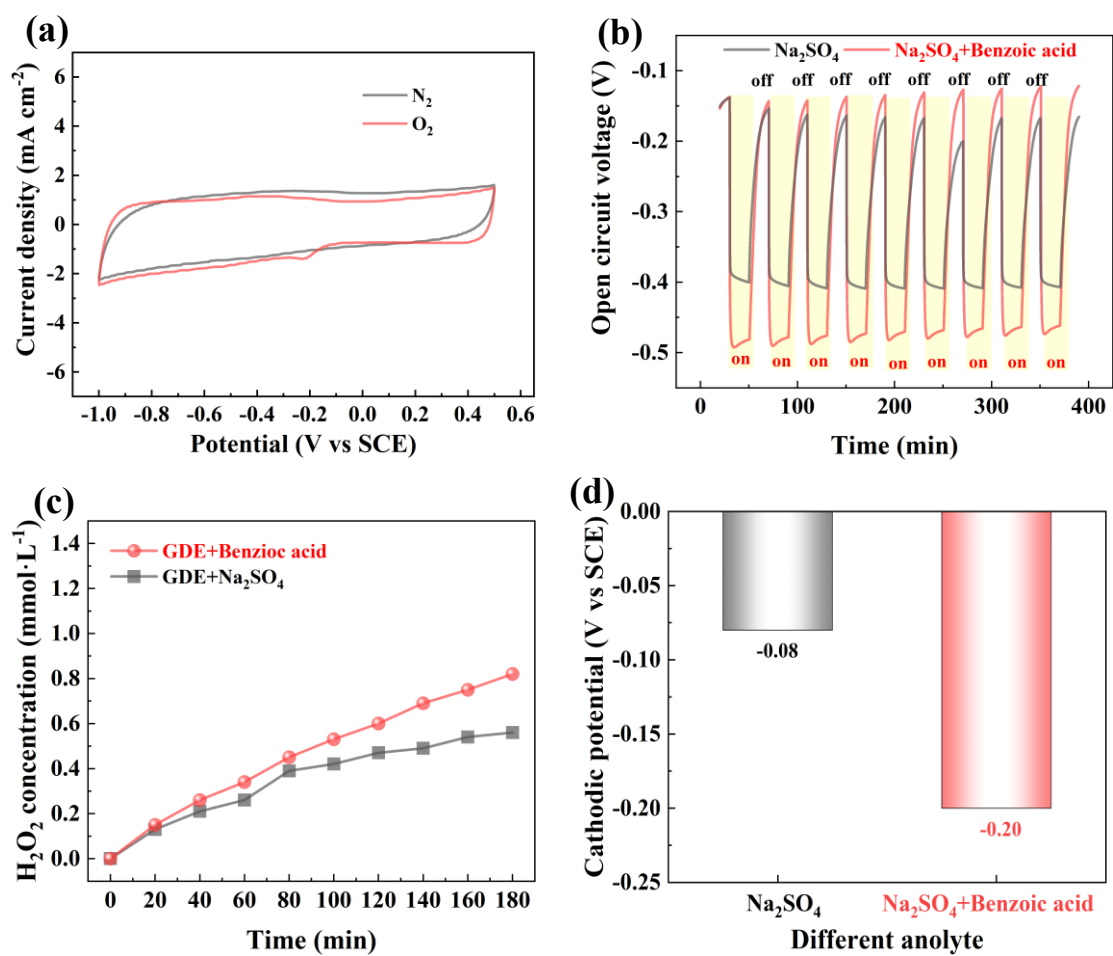 (a)
6
4
2
0
-2
-4
-6
N₂
O₂
-1.0 -0.8 -0.6 -0.4 -0.2 0.0 0.2 0.4 0.6
Potential (V vs SCE)
Current density (mA cm⁻²)
(b)
Na₂SO₄ Na₂SO₄+Benzoic acid
off off off off off off off off
-0.1
-0.2
-0.3
-0.4
-0.5
on on on on on on on on on
0 100 200 300 400
Time (min)
Open circuit voltage (V)
(c)
1.4
1.2
1.0
0.8
0.6
0.4
0.2
0.0
GDE+Benzioc acid
GDE+Na₂SO₄
0 20 40 60 80 100 120 140 160 180
Time (min)
H₂O₂ concentration (mmol·L⁻¹)
(d)
0.00
-0.05
-0.10
-0.15
-0.20
-0.25
-0.08
-0.20
Na₂SO₄ Na₂SO₄+Benzoic acid
Different anolyte
Cathodic potential (V vs SCE)